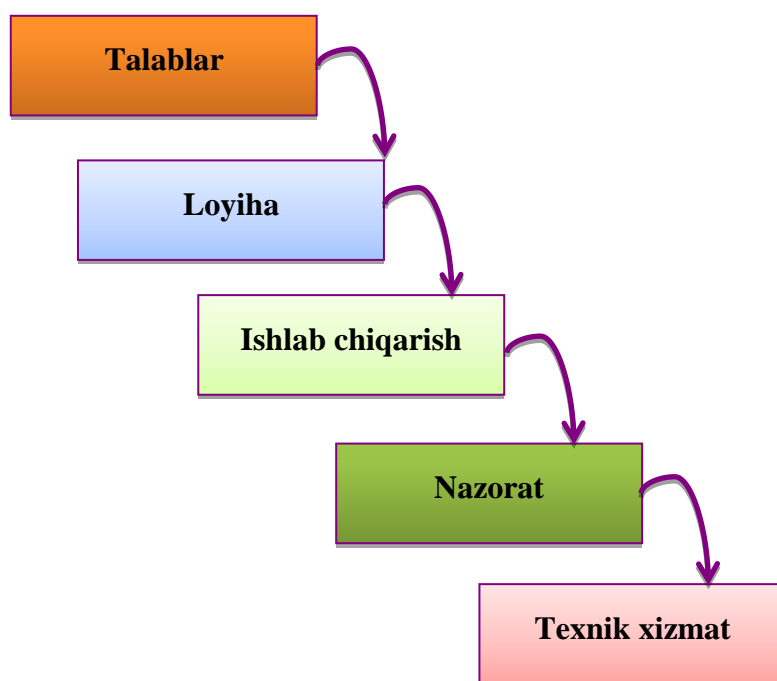 Talablar
Loyiha
Ishlab chiqarish
Nazorat
Texnik xizmat